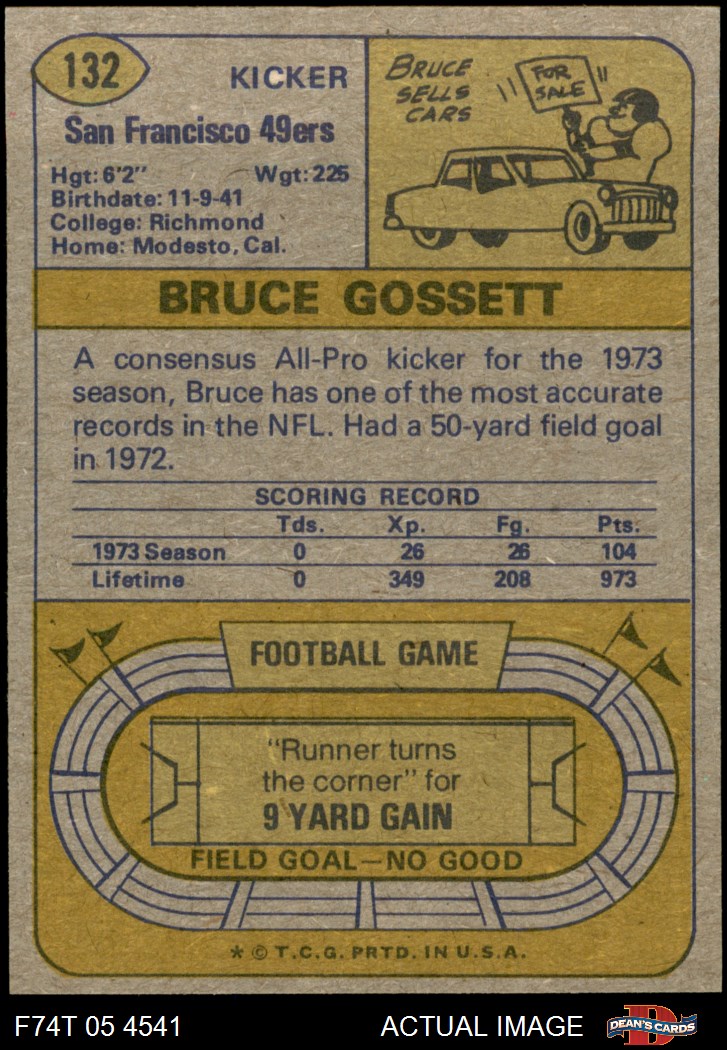 132
KICKER
San Francisco 49ers
Hgt: 6'2" Wgt: 225
Birthdate: 11-9-41
College: Richmond
Home: Modesto, Cal.
BRUCE
SELLS
CARS
FOR
SALE
BRUCE GOSSETT
A consensus All-Pro kicker for the 1973
season, Bruce has one of the most accurate
records in the NFL. Had a 50-yard field goal
in 1972.
SCORING RECORD
Tds. Xp. Fg. Pts.
1973 Season 0 26 26 104
Lifetime 0 349 208 973
FOOTBALL GAME
"Runner turns
the corner" for
9 YARD GAIN
FIELD GOAL—NO GOOD
* © T.C.G. PRTD. IN U.S.A.
F74T 05 4541 ACTUAL IMAGE D DEAN'S CARDS